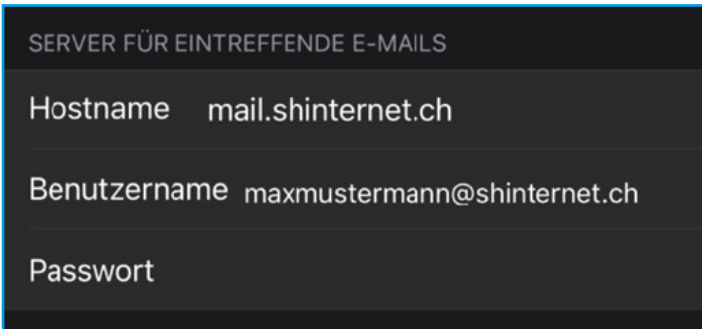 SERVER FÜR EINTREFFENDE E-MAILS
Hostname mail.shinternet.ch
Benutzername maxmustermann@shinternet.ch
Passwort